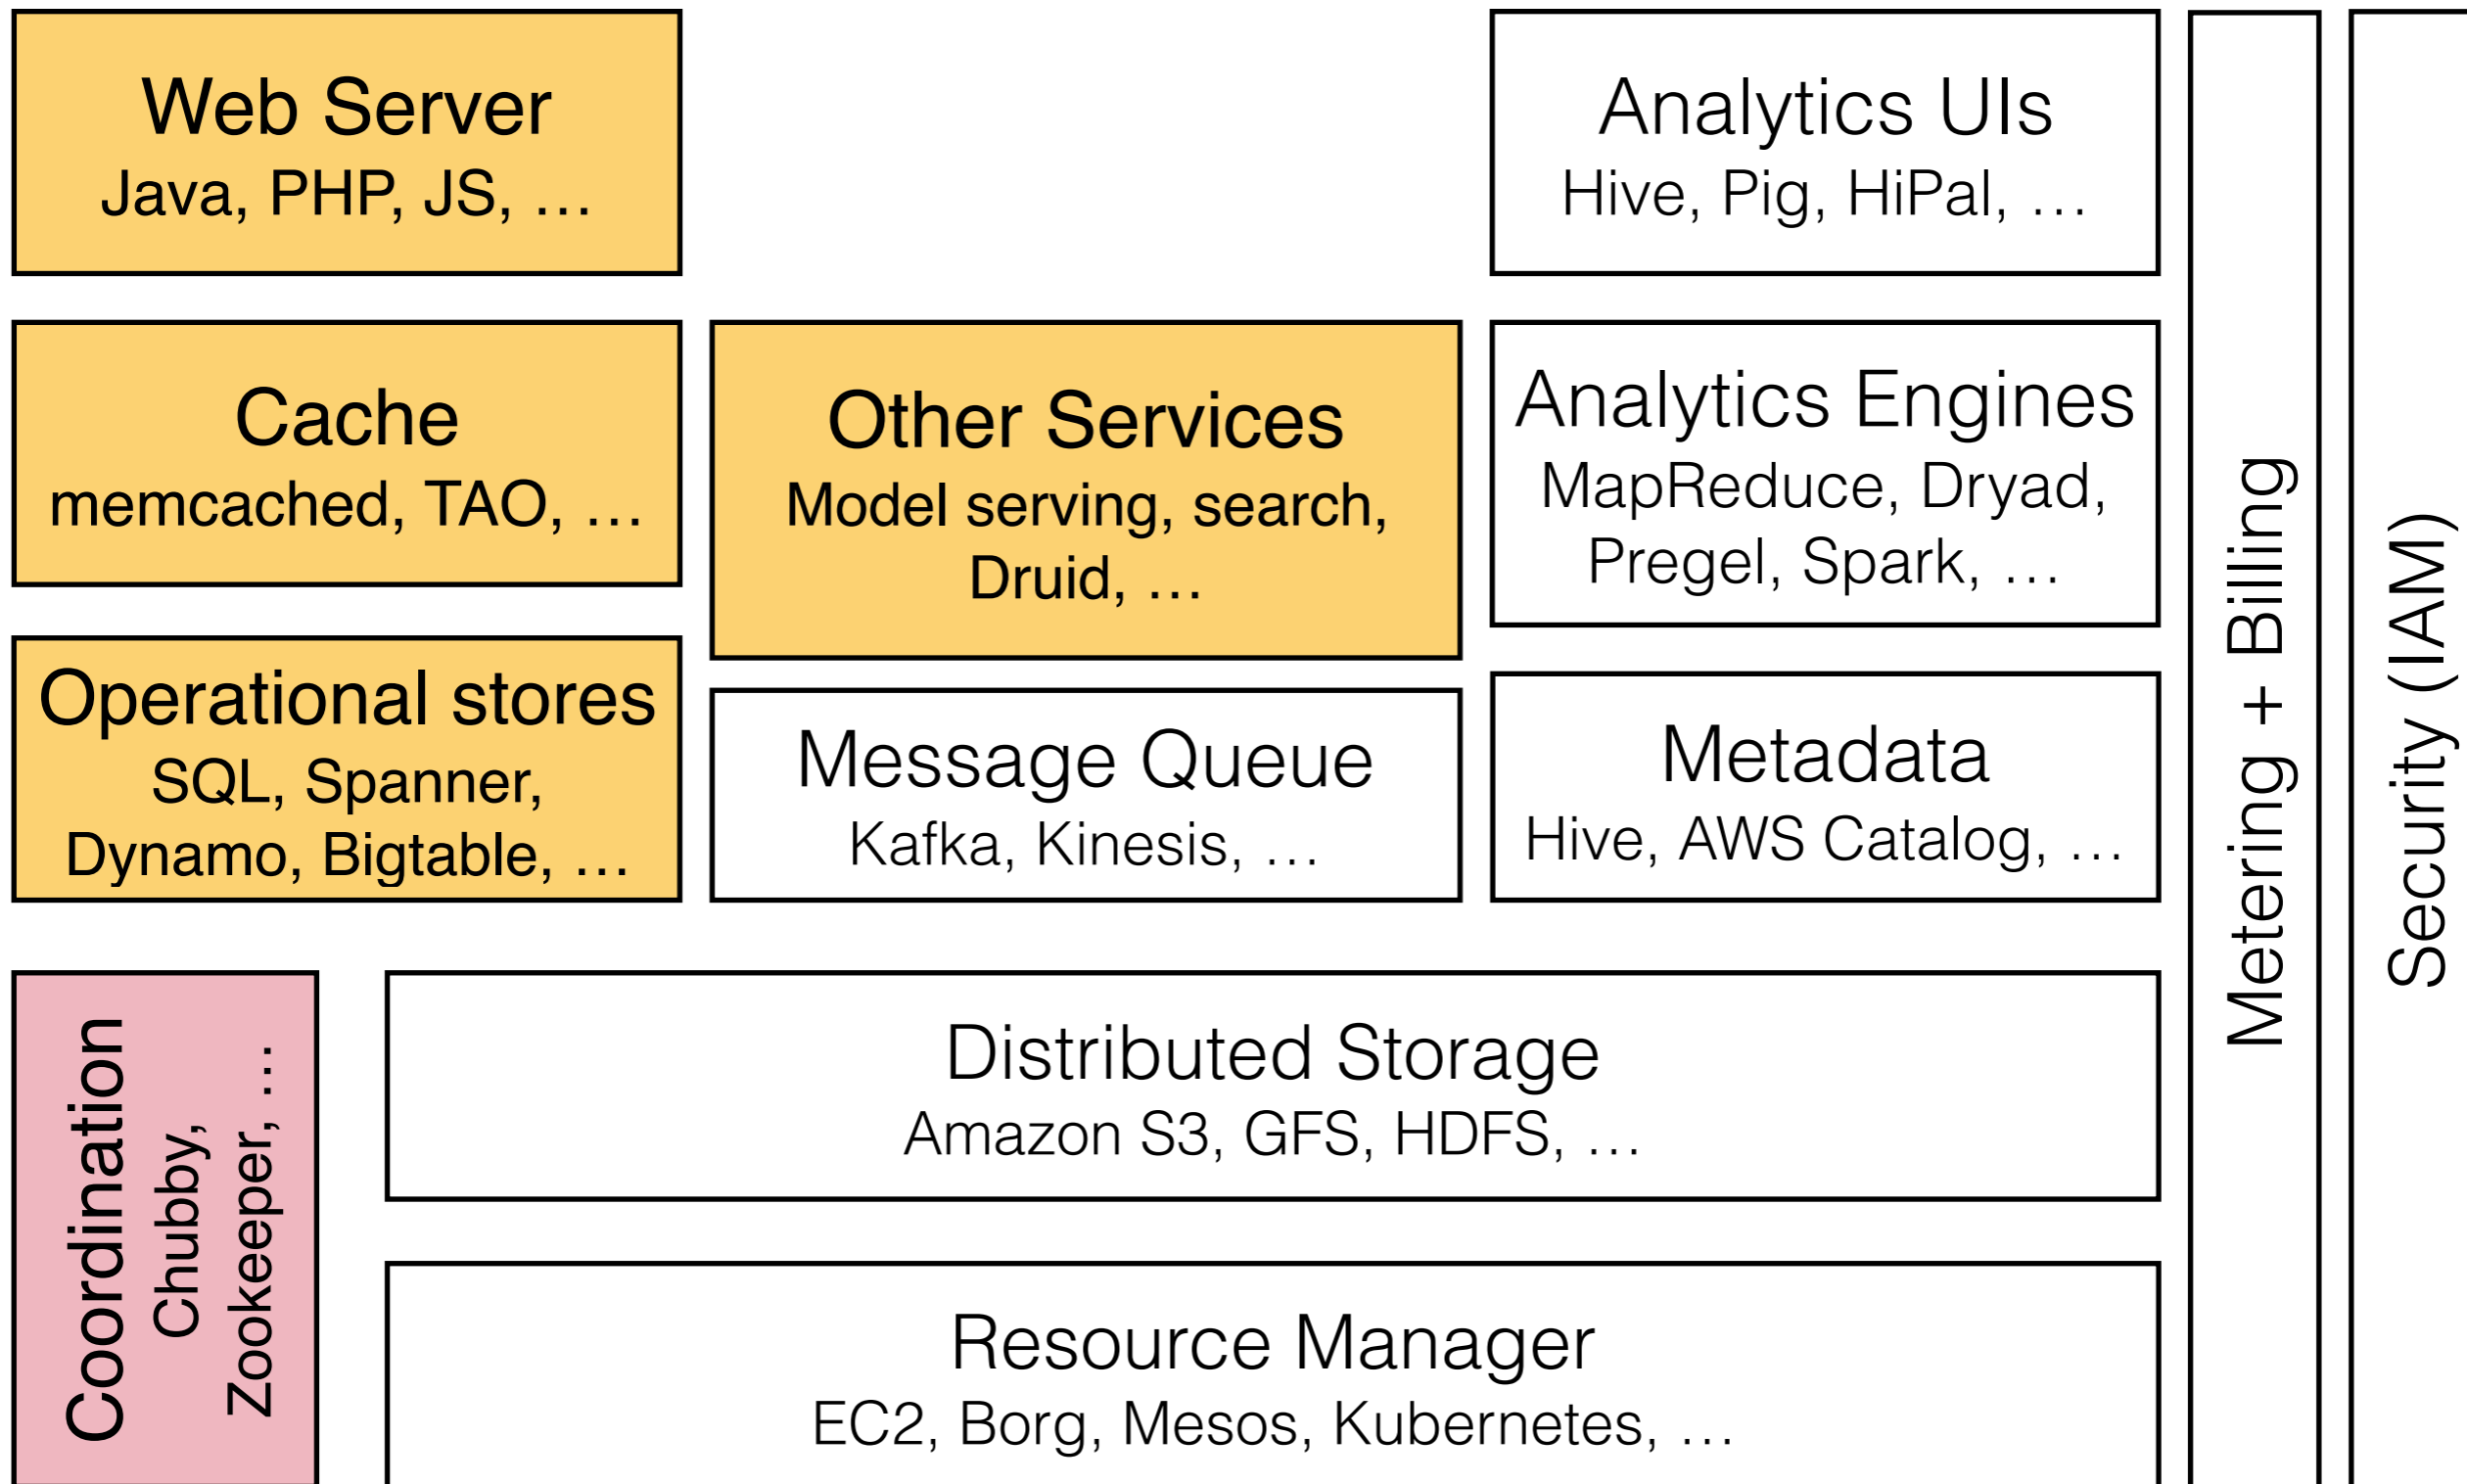 Web Server
Java, PHP, JS, …
Analytics UIs
Hive, Pig, HiPal, …
Cache
memcached, TAO, …
Other Services
Model serving, search,
Druid, …
Analytics Engines
MapReduce, Dryad,
Pregel, Spark, …
Operational stores
SQL, Spanner,
Dynamo, Bigtable, …
Message Queue
Kafka, Kinesis, …
Metadata
Hive, AWS Catalog, …
Coordination
Chubby,
Zookeeper, …
Distributed Storage
Amazon S3, GFS, HDFS, …
Resource Manager
EC2, Borg, Mesos, Kubernetes, …
Metering + Billing
Security (IAM)